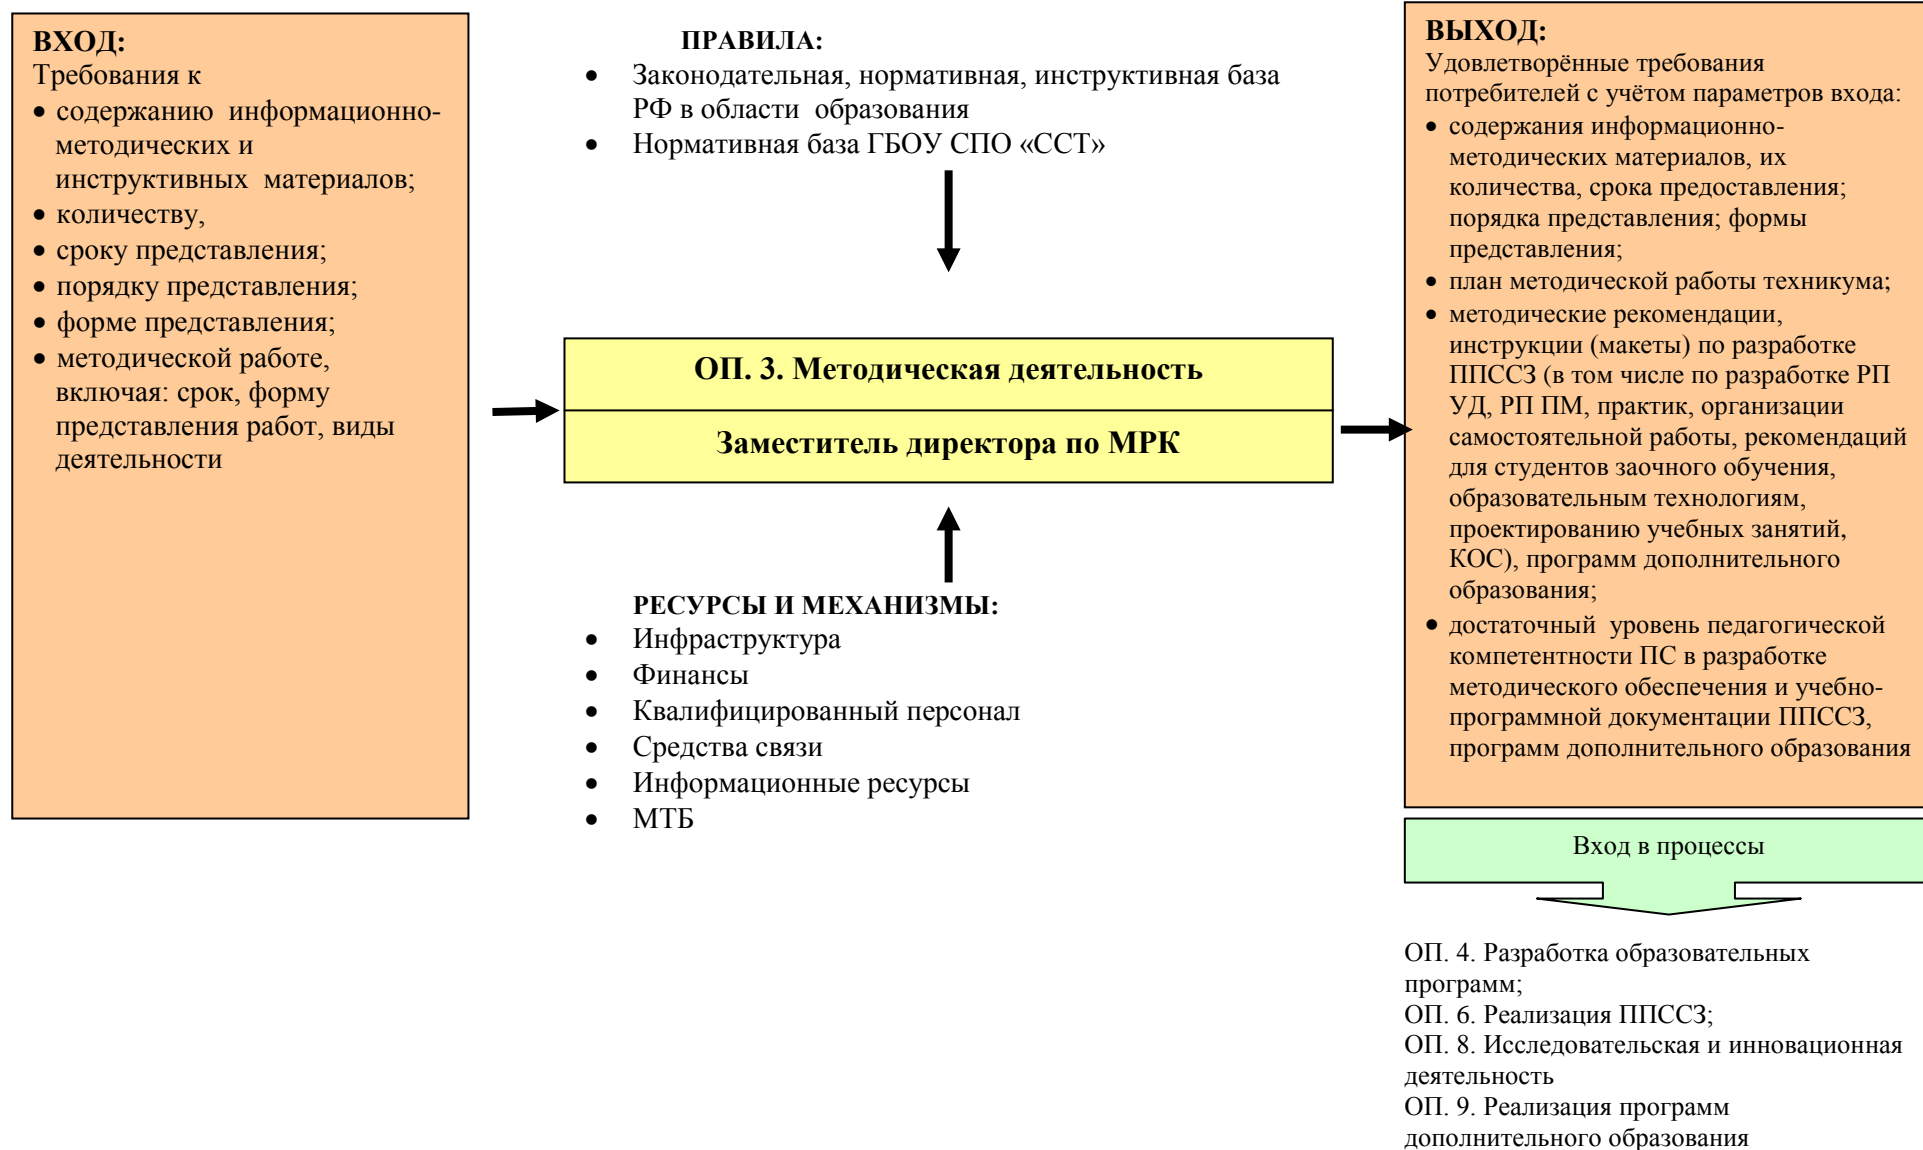 ВХОД:
Требования к
• содержанию информационно-
методических и
инструктивных материалов;
• количеству,
• сроку представления;
• порядку представления;
• форме представления;
• методической работе,
включая: срок, форму
представления работ, виды
деятельности
ПРАВИЛА:
• Законодательная, нормативная, инструктивная база
РФ в области образования
• Нормативная база ГБОУ СПО «ССТ»
ОП. 3. Методическая деятельность
Заместитель директора по МРК
РЕСУРСЫ И МЕХАНИЗМЫ:
• Инфраструктура
• Финансы
• Квалифицированный персонал
• Средства связи
• Информационные ресурсы
• МТБ
ВЫХОД:
Удовлетворённые требования
потребителей с учётом параметров входа:
• содержания информационно-
методических материалов, их
количества, срока предоставления;
порядка представления; формы
представления;
• план методической работы техникума;
• методические рекомендации,
инструкции (макеты) по разработке
ППССЗ (в том числе по разработке РП
УД, РП ПМ, практик, организации
самостоятельной работы, рекомендаций
для студентов заочного обучения,
образовательным технологиям,
проектированию учебных занятий,
КОС), программ дополнительного
образования;
• достаточный уровень педагогической
компетентности ПС в разработке
методического обеспечения и учебно-
программной документации ППССЗ,
программ дополнительного образования
Вход в процессы
ОП. 4. Разработка образовательных
программ;
ОП. 6. Реализация ППССЗ;
ОП. 8. Исследовательская и инновационная
деятельность
ОП. 9. Реализация программ
дополнительного образования